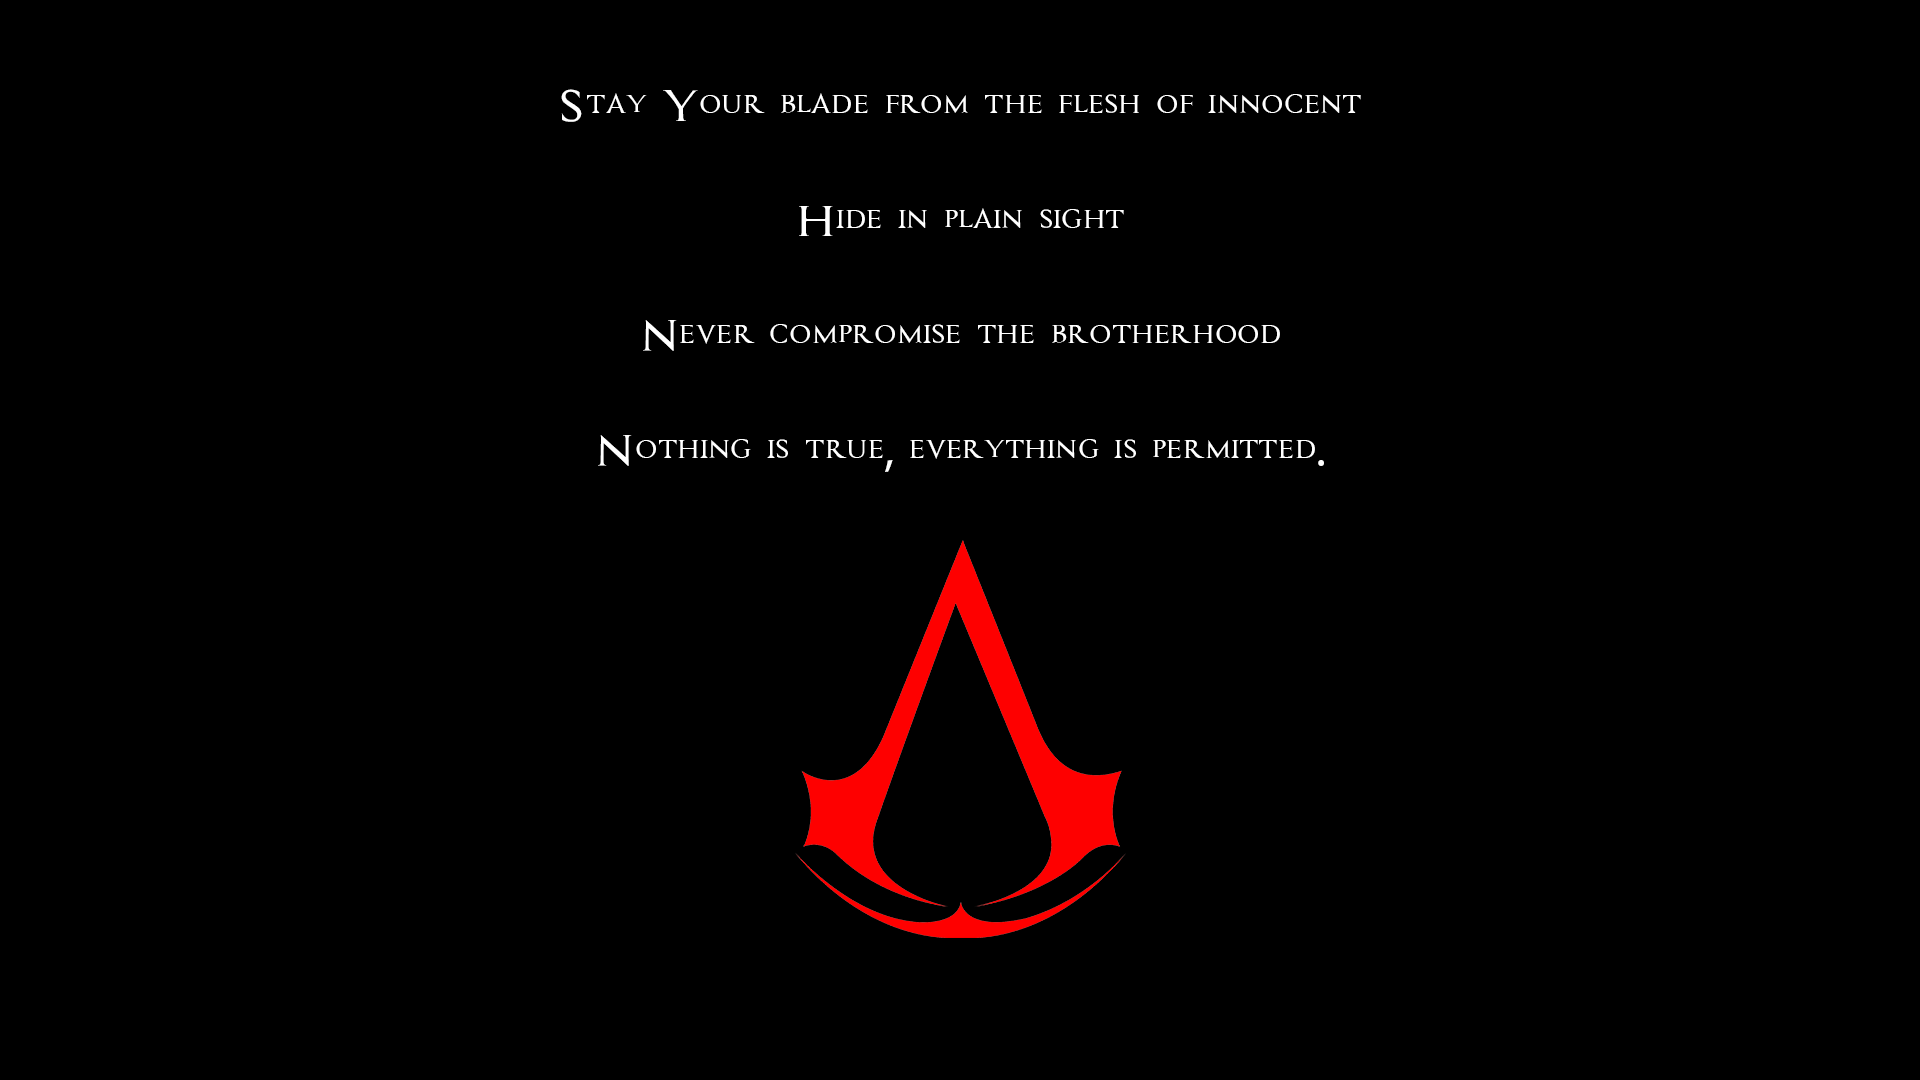 Stay Your blade from the flesh of innocent
Hide in plain sight
Never compromise the brotherhood
Nothing is true, everything is permitted.